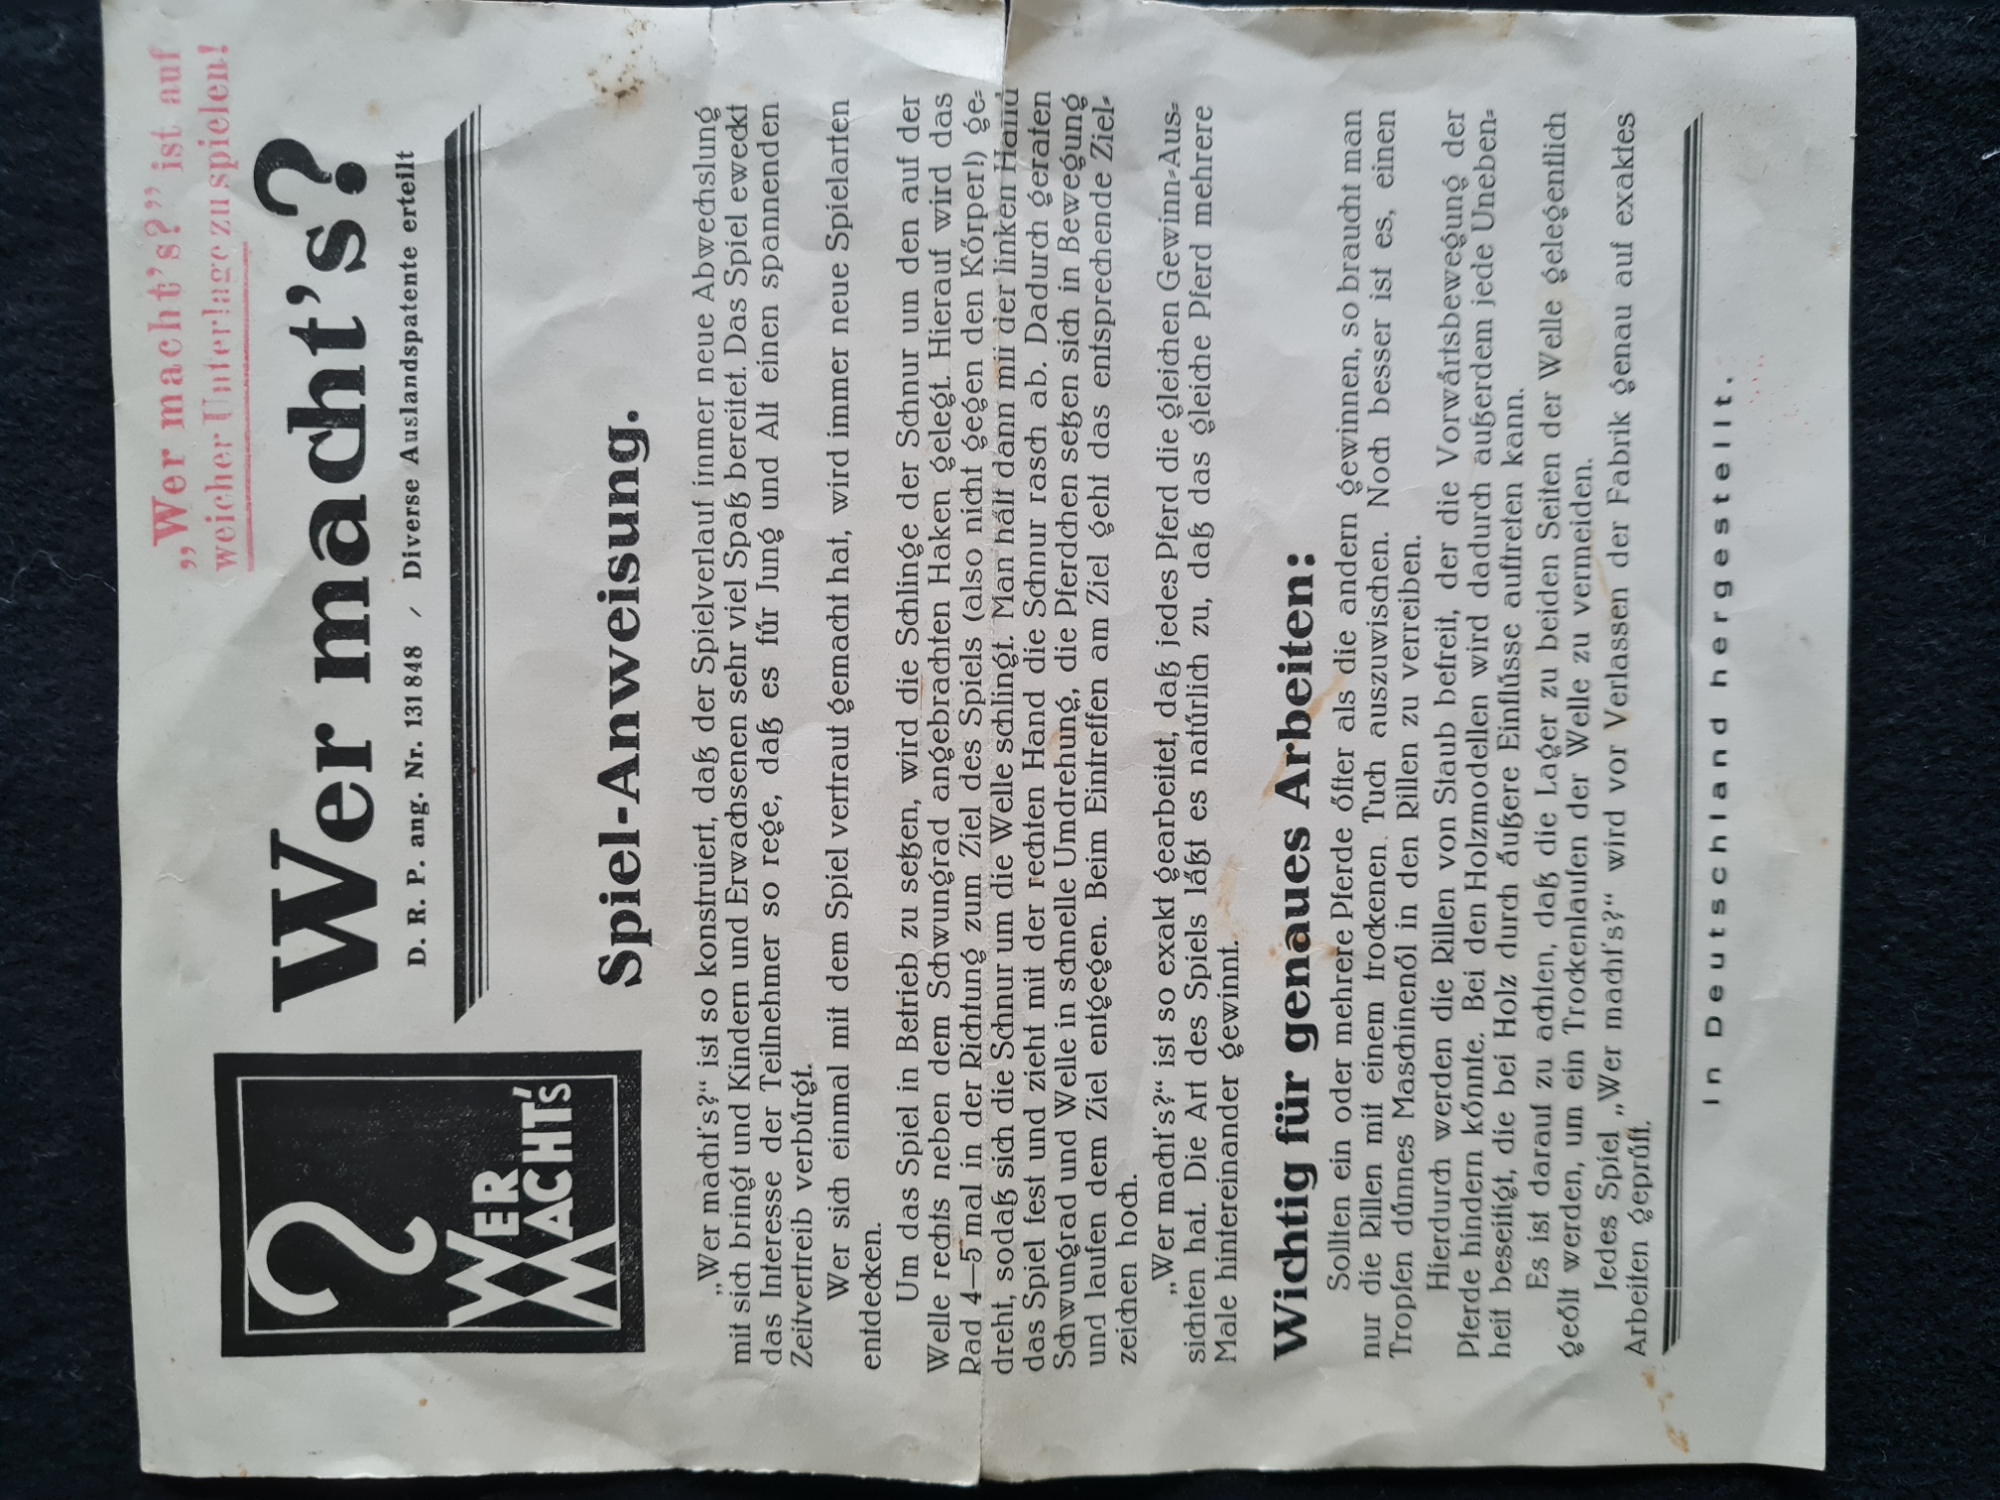 „Wer macht's?” ist auf
weicher Unterlage zu spielen!
?
WER
MACHT'S
Wer macht's?
D. R. P. ang. Nr. 131 848 / Diverse Auslandspatente erteilt
Spiel-Anweisung.
„Wer macht's?“ ist so konstruiert, daß der Spielverlauf immer neue Abwechslung
mit sich bringt und Kindern und Erwachsenen sehr viel Spaß bereitet. Das Spiel eweckt
das Interesse der Teilnehmer so rege, daß es für Jung und Alt einen spannenden
Zeitvertreib verbürgt.
Wer sich einmal mit dem Spiel vertraut gemacht hat, wird immer neue Spielarten
entdecken.
Um das Spiel in Betrieb zu setzen, wird die Schlinge der Schnur um den auf der
Welle rechts neben dem Schwungrad angebrachten Haken gelegt. Hierauf wird das
Rad 4—5 mal in der Richtung zum Ziel des Spiels (also nicht gegen den Körper!) ge-
dreht, sodaß sich die Schnur um die Welle schlingt. Man hält dann mit der linken Hand
das Spiel fest und zieht mit der rechten Hand die Schnur rasch ab. Dadurch geraten
Schwungrad und Welle in schnelle Umdrehung, die Pferdchen setzen sich in Bewegung
und laufen dem Ziel entgegen. Beim Eintreffen am Ziel geht das entsprechende Ziel-
zeichen hoch.
„Wer macht's?“ ist so exakt gearbeitet, daß jedes Pferd die gleichen Gewinn-Aus-
sichten hat. Die Art des Spiels läßt es natürlich zu, daß das gleiche Pferd mehrere
Male hintereinander gewinnt.
Wichtig für genaues Arbeiten:
Sollten ein oder mehrere Pferde öfter als die andern gewinnen, so braucht man
nur die Rillen mit einem trockenen Tuch auszuwischen. Noch besser ist es, einen
Tropfen dünnes Maschinenöl in den Rillen zu verreiben.
Hierdurch werden die Rillen von Staub befreit, der die Vorwärtsbewegung der
Pferde hindern könnte. Bei den Holzmodellen wird dadurch außerdem jede Uneben-
heit beseitigt, die bei Holz durch äußere Einflüsse auftreten kann.
Es ist darauf zu achten, daß die Lager zu beiden Seiten der Welle gelegentlich
geölt werden, um ein Trockenlaufen der Welle zu vermeiden.
Jedes Spiel „Wer macht's?“ wird vor Verlassen der Fabrik genau auf exaktes
Arbeiten geprüft.
In Deutschland hergestellt.